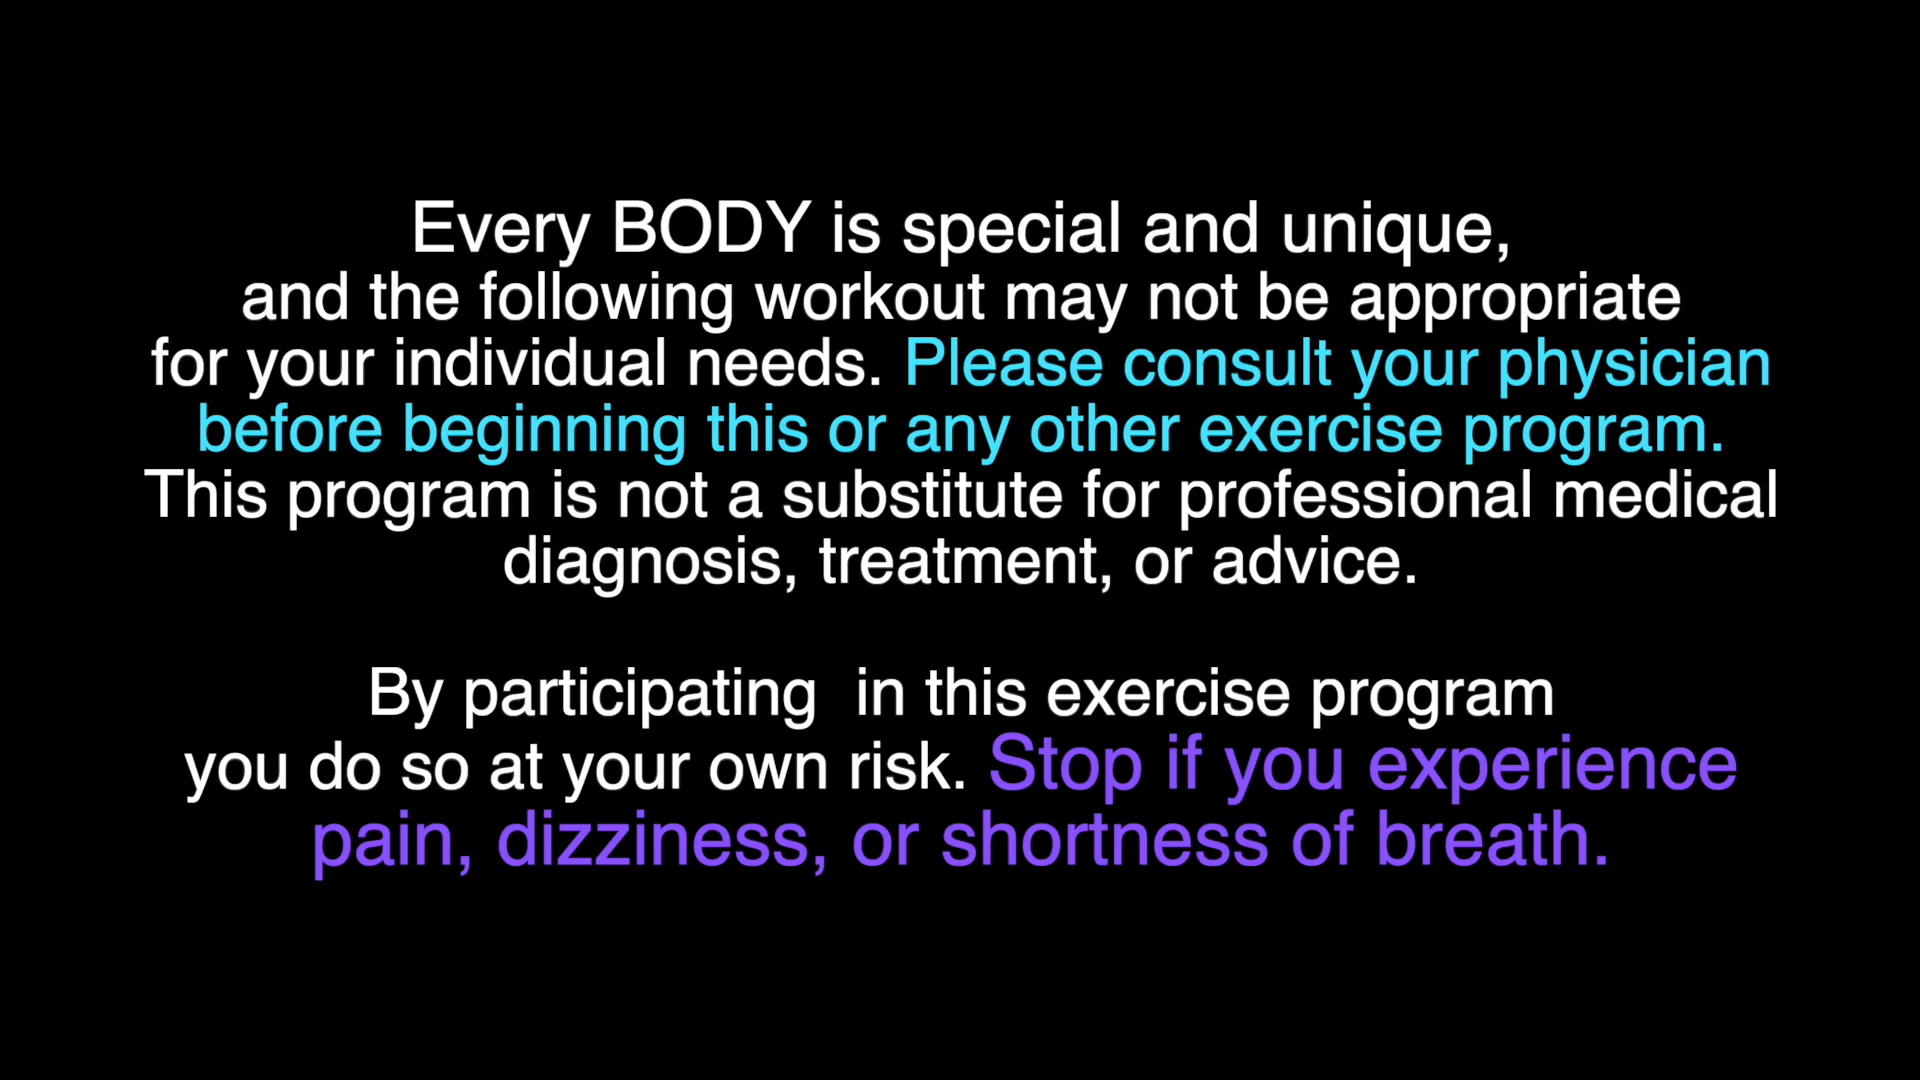 Every BODY is special and unique,
and the following workout may not be appropriate
for your individual needs. Please consult your physician
before beginning this or any other exercise program.
This program is not a substitute for professional medical
diagnosis, treatment, or advice.
By participating  in this exercise program
you do so at your own risk. Stop if you experience
pain, dizziness, or shortness of breath.